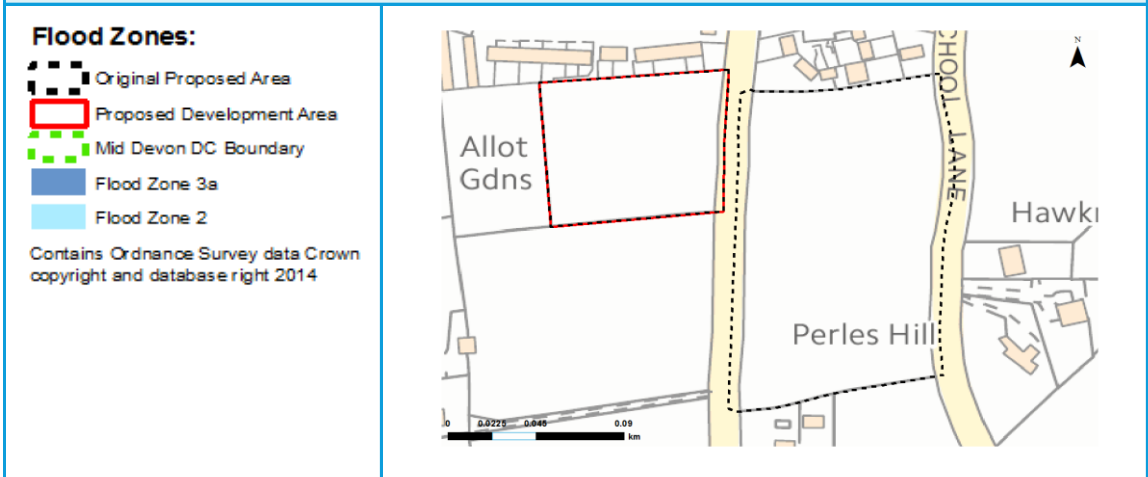 Flood Zones:
Original Proposed Area
Proposed Development Area
Mid Devon DC Boundary
Flood Zone 3a
Flood Zone 2
Contains Ordnance Survey data Crown
copyright and database right 2014
N
CHOOL LANE
Allot
Gdns
Hawk
Perles Hill
.0 0.0225 0.045 0.09
km